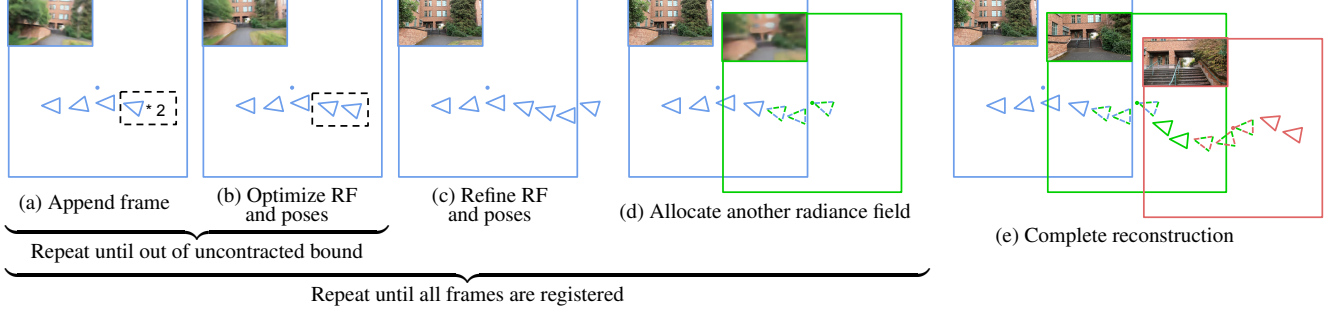 * 2
(a) Append frame
(b) Optimize RF
and poses
(c) Refine RF
and poses
(d) Allocate another radiance field
(e) Complete reconstruction
Repeat until out of uncontracted bound
Repeat until all frames are registered